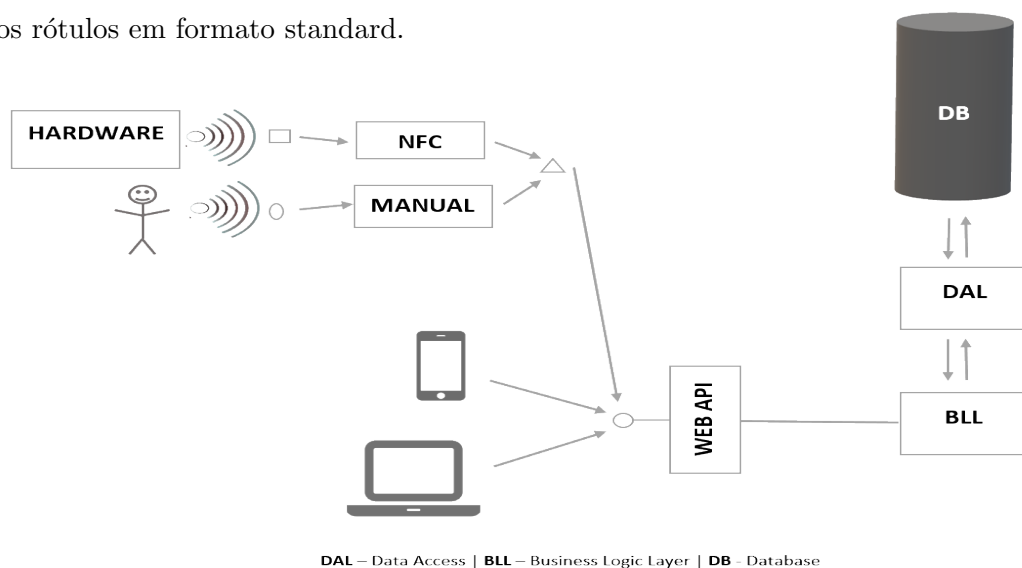 os rótulos em formato standard.
DB
HARDWARE
NFC
MANUAL
DAL
BLL
WEB API
DAL – Data Access | BLL – Business Logic Layer | DB - Database